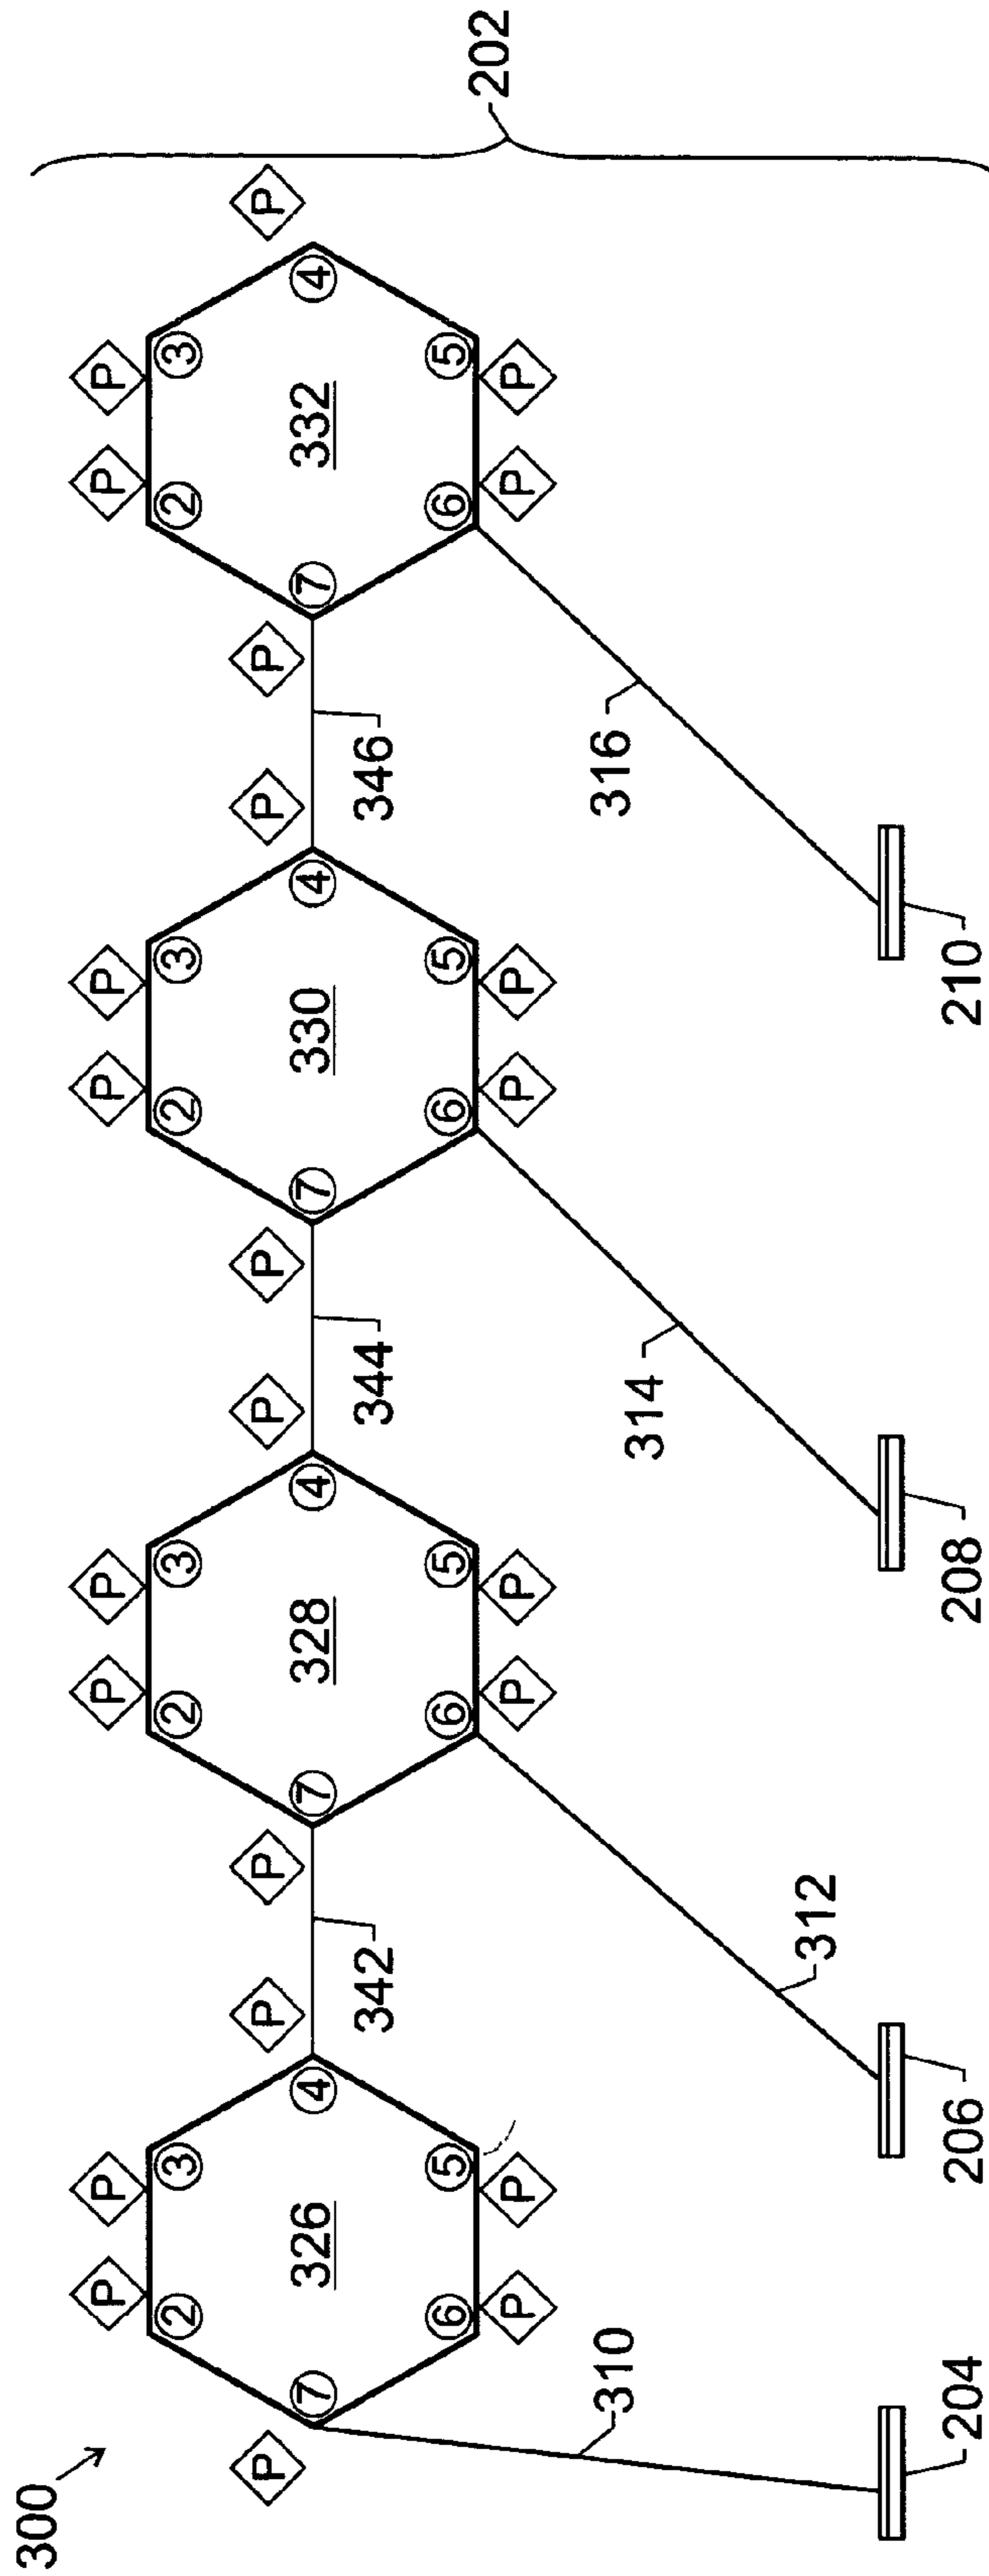 300
202
P P P P P P P P
② ③ ② ③ ② ③ ② ③
P P P P P P P P
⑦ 326 ④ ⑦ 328 ④ ⑦ 330 ④ ⑦ 332 ④
342 344 346
⑥ ⑤ ⑥ ⑤ ⑥ ⑤ ⑥ ⑤
P P P P P P P P
310 312 314 316
204 206 208 210